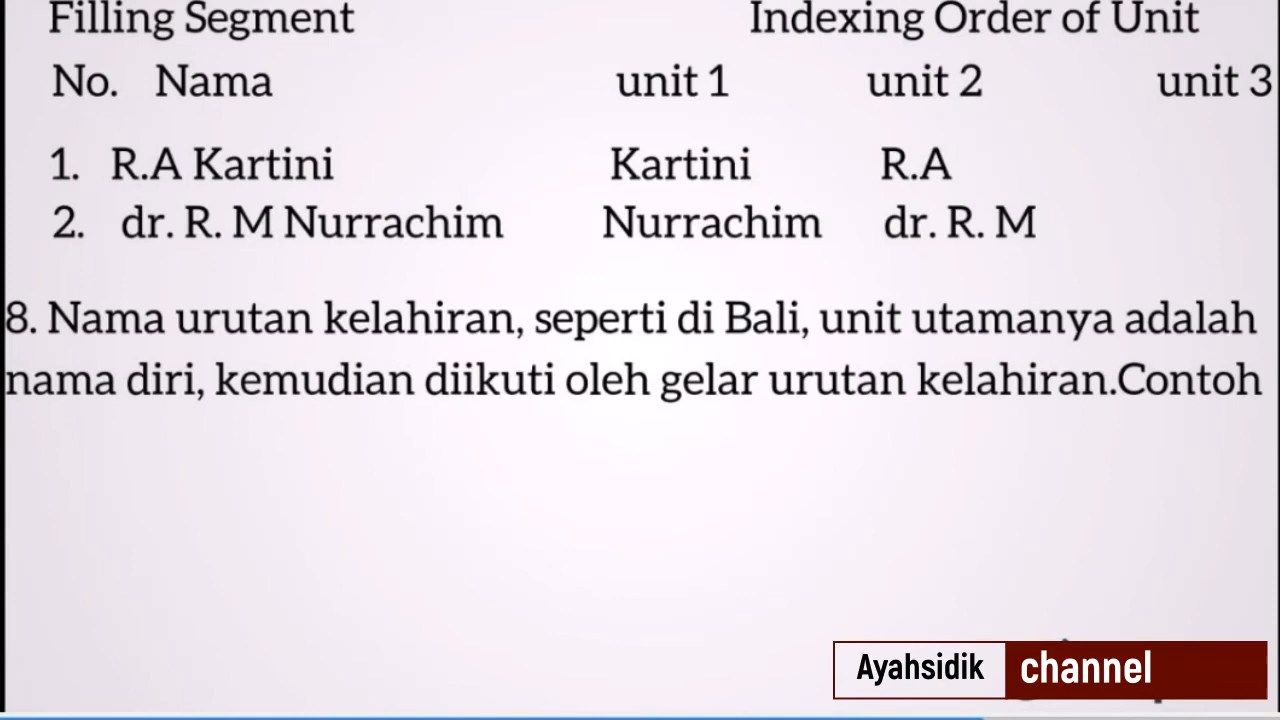 Filling Segment Indexing Order of Unit
No. Nama unit 1 unit 2 unit 3
1. R.A Kartini Kartini R.A
2. dr. R. M Nurrachim Nurrachim dr. R. M
8. Nama urutan kelahiran, seperti di Bali, unit utamanya adalah
nama diri, kemudian diikuti oleh gelar urutan kelahiran.Contoh
Ayahsidik channel